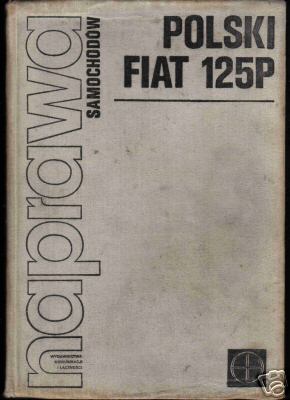 naprawa
SAMOCHODÓW
POLSKI
FIAT 125P
WYDAWNICTWA
KOMUNIKACJI
I ŁĄCZNOŚCI